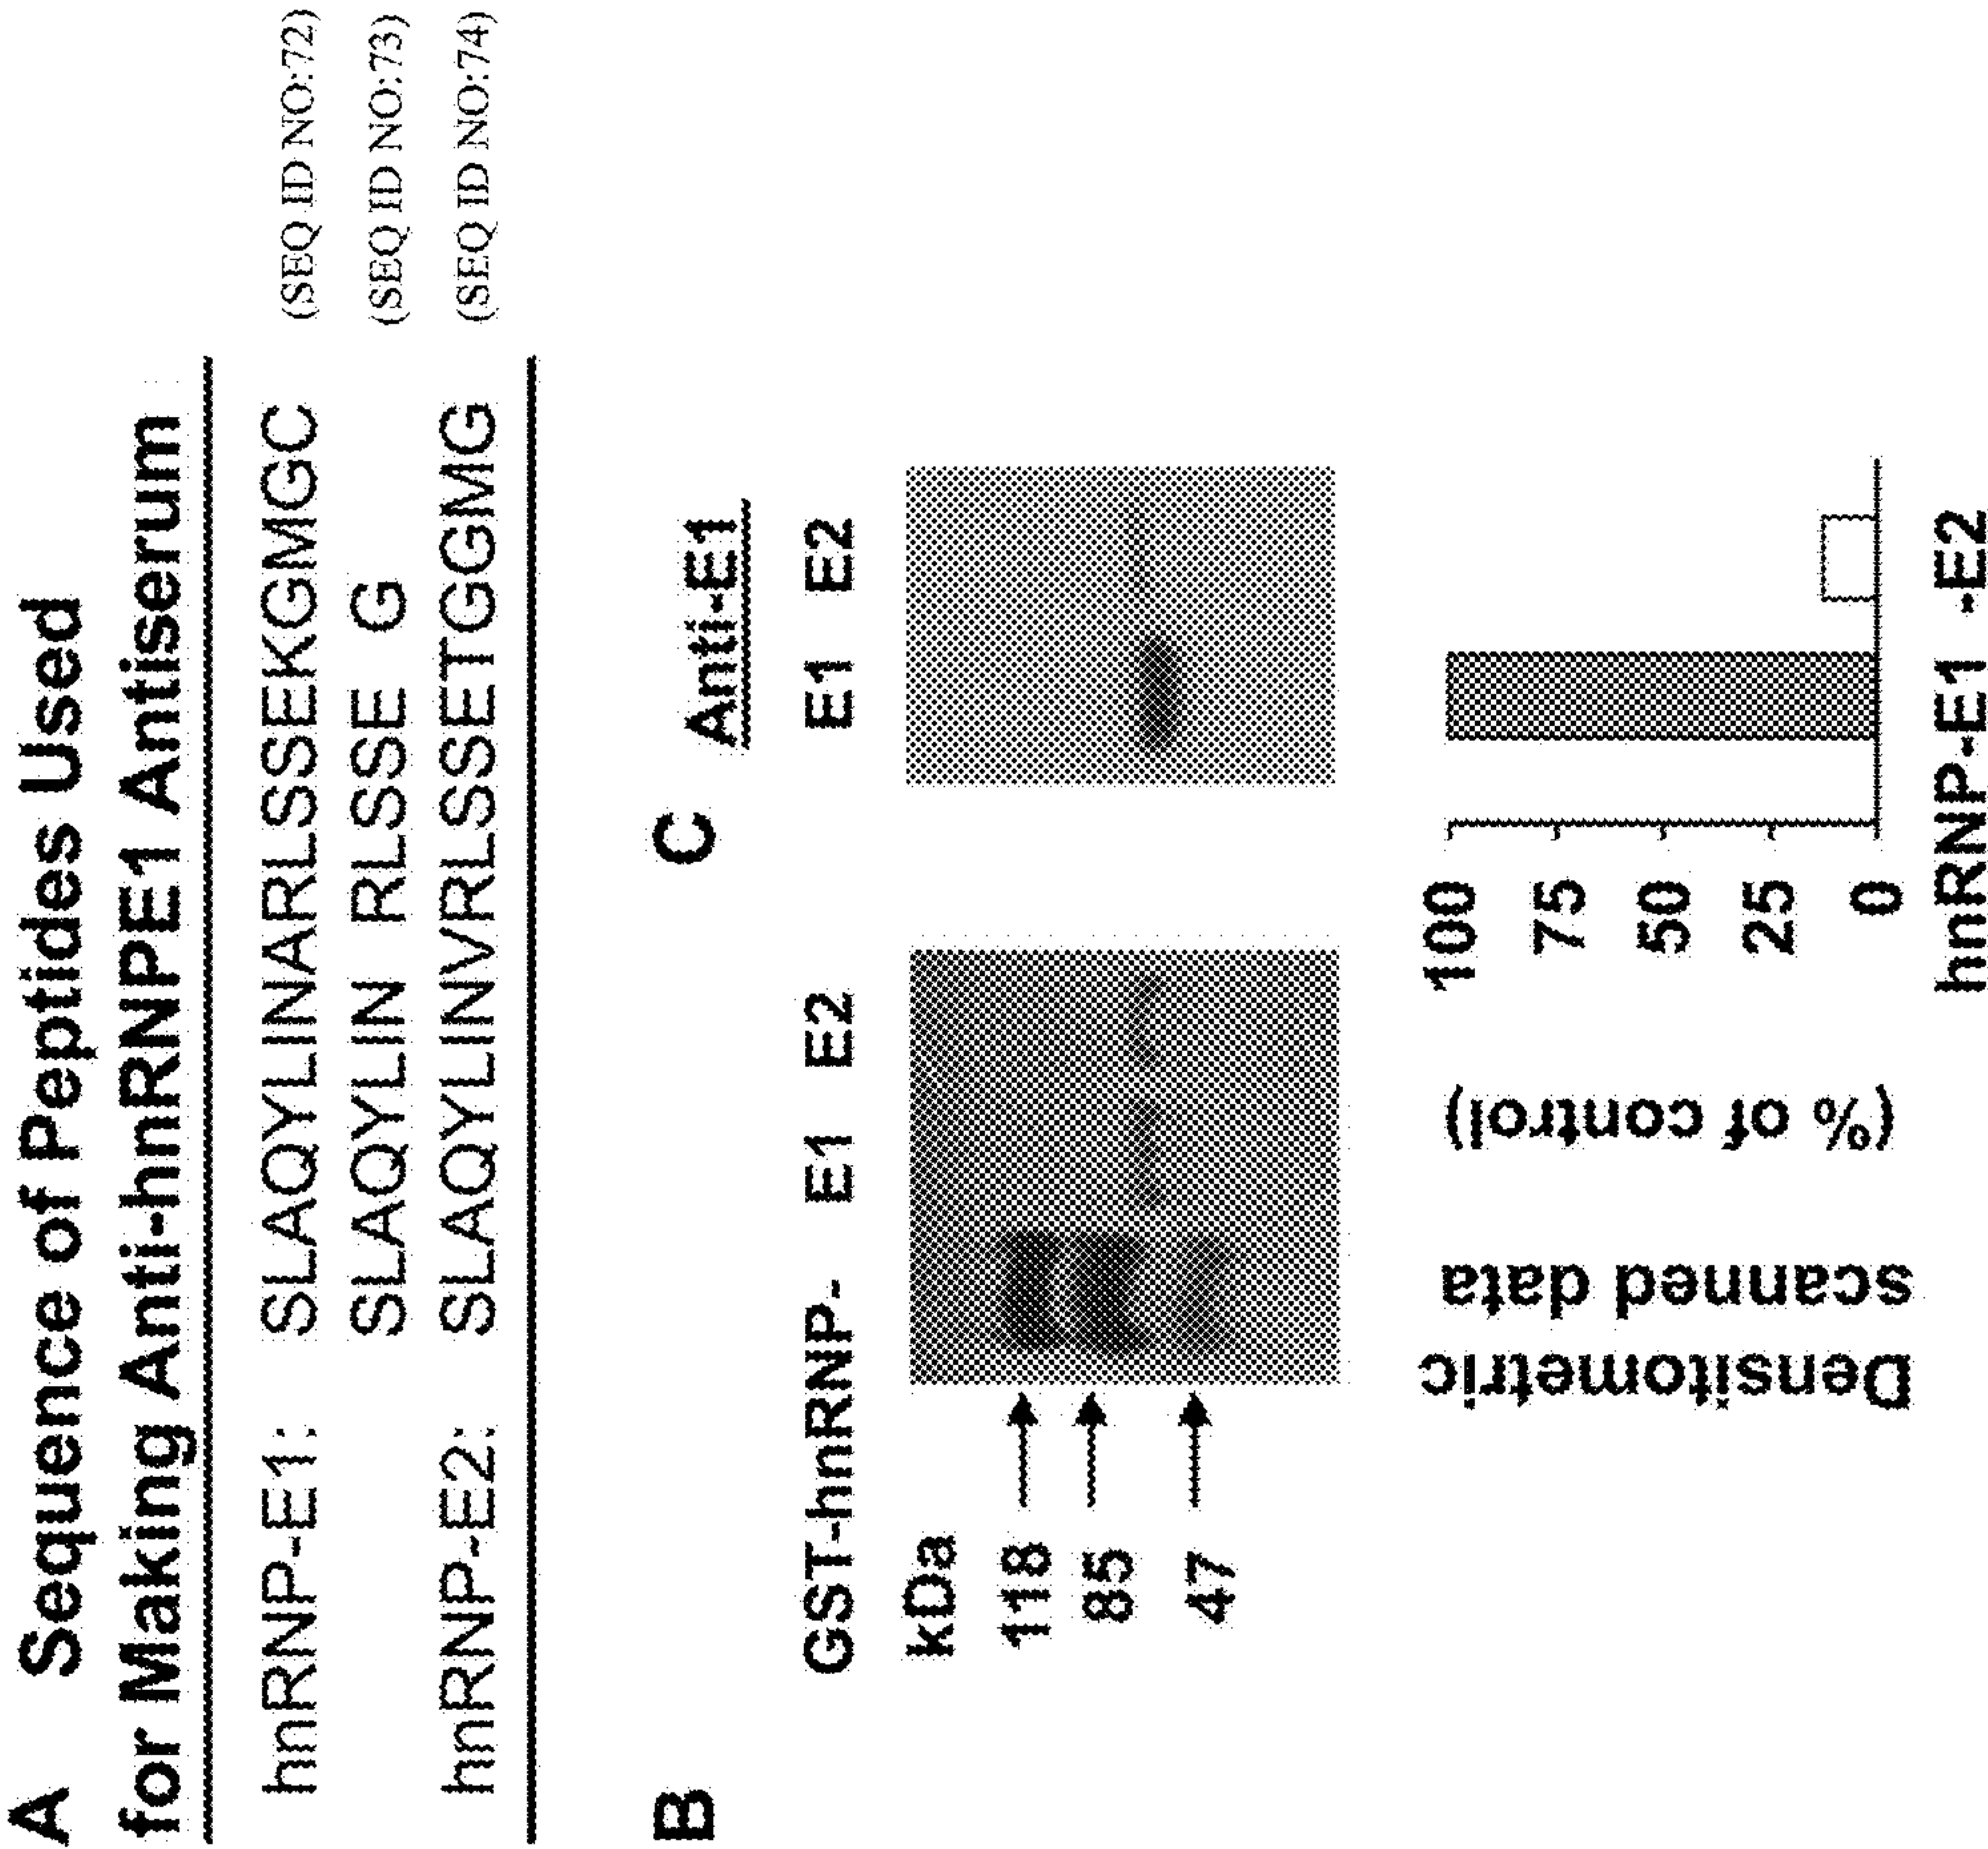 A Sequence of Peptides Used
for Making Anti-hnRNPE1 Antiserum
hnRNP-E1: SLAQYLINARLSSEKGMGC (SEQ ID NO:72)
SLAQYLIN RLSSE G (SEQ ID NO:73)
hnRNP-E2: SLAQYLINVRLSSETGGMG (SEQ ID NO:74)
B
GST-hnRNP- E1 E2
kDa
118
85
47
C
Anti-E1
E1 E2
Densitometric
scanned data
(% of control)
100
75
50
25
0
hnRNP-E1 -E2